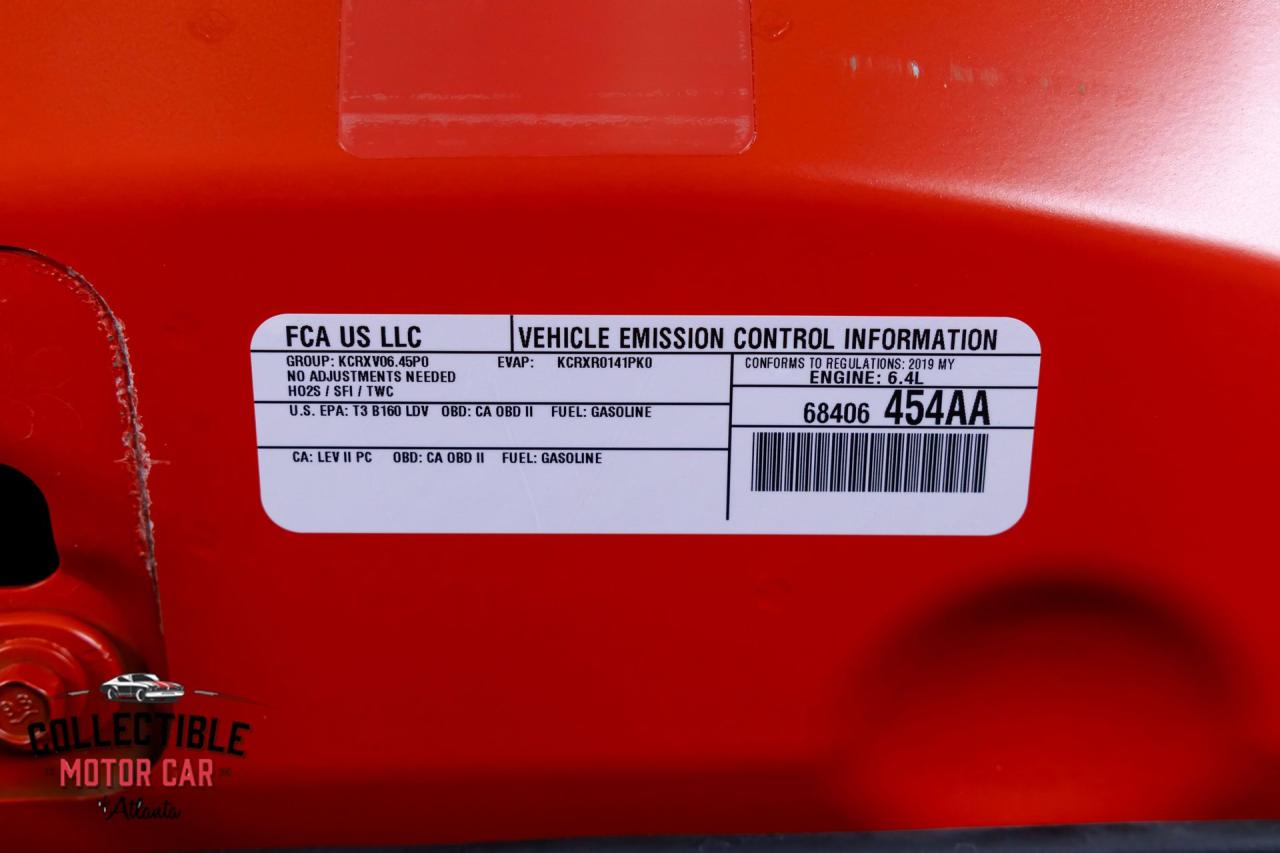 FCA US LLC
VEHICLE EMISSION CONTROL INFORMATION
GROUP: KCRXV06.45P0 EVAP: KCRXR0141PK0
NO ADJUSTMENTS NEEDED
HO2S / SFI / TWC
U.S. EPA: T3 B160 LDV OBD: CA OBD II FUEL: GASOLINE
CA: LEV II PC OBD: CA OBD II FUEL: GASOLINE
CONFORMS TO REGULATIONS: 2019 MY
ENGINE: 6.4L
68406 454AA
COLLECTIBLE
MOTOR CAR
of Atlanta